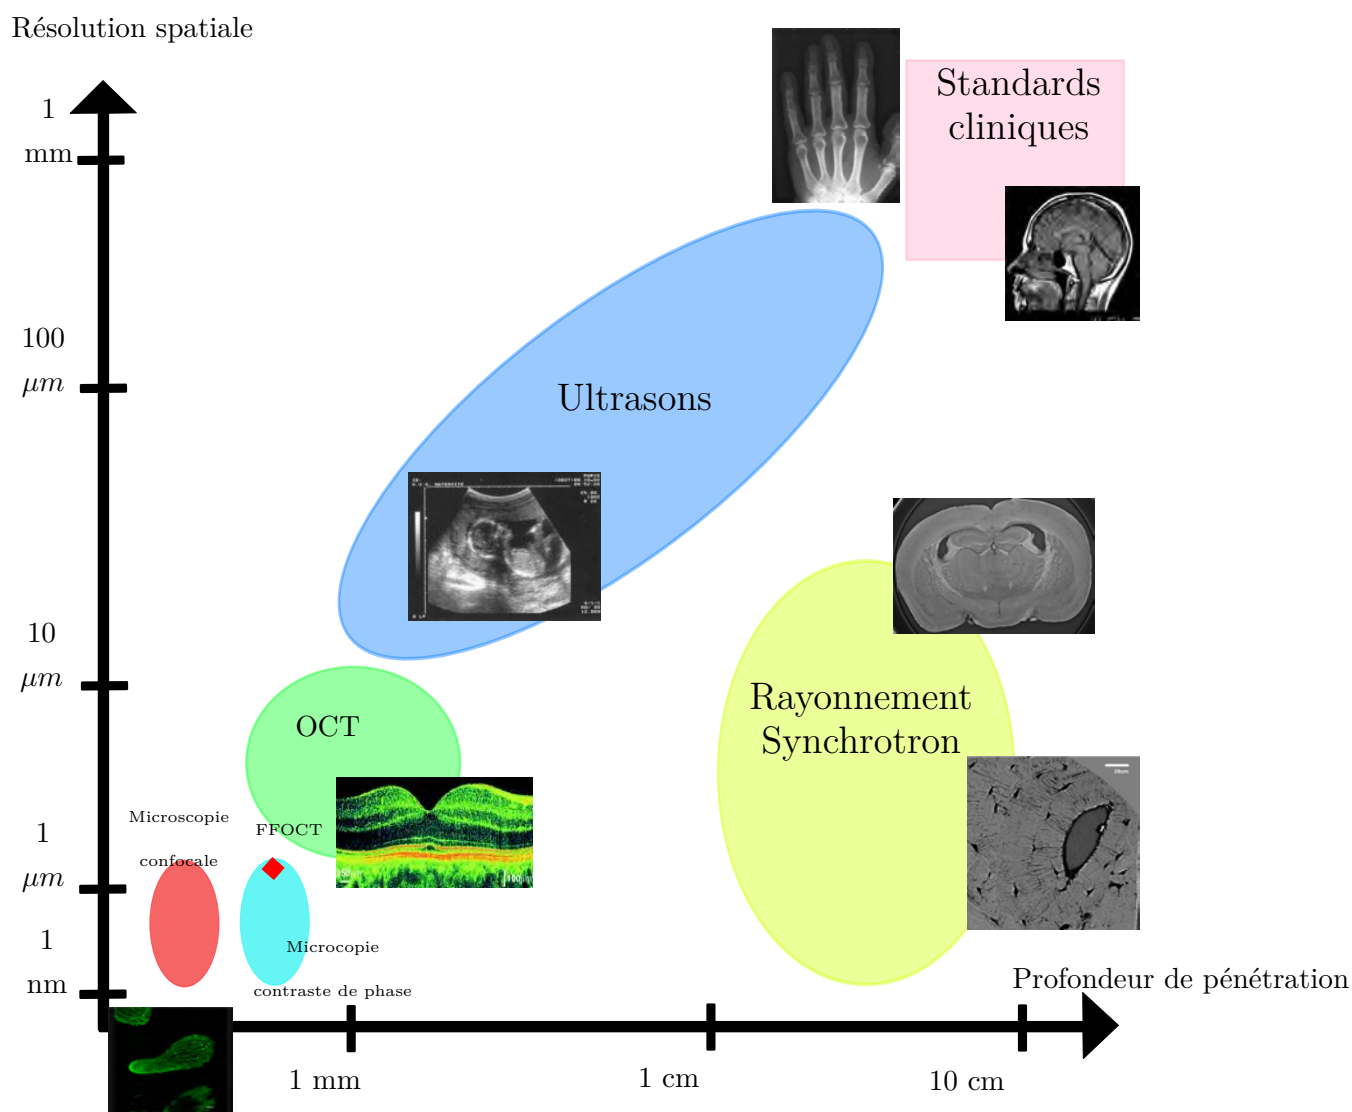 Résolution spatiale
1
mm
Standards
cliniques
100
μm
Ultrasons
10
μm
Rayonnement
Synchrotron
OCT
Microscopie
confocale
FFOCT
1
μm
100μm
1
nm
Microcopie
contraste de phase
Profondeur de pénétration
1 mm
1 cm
10 cm